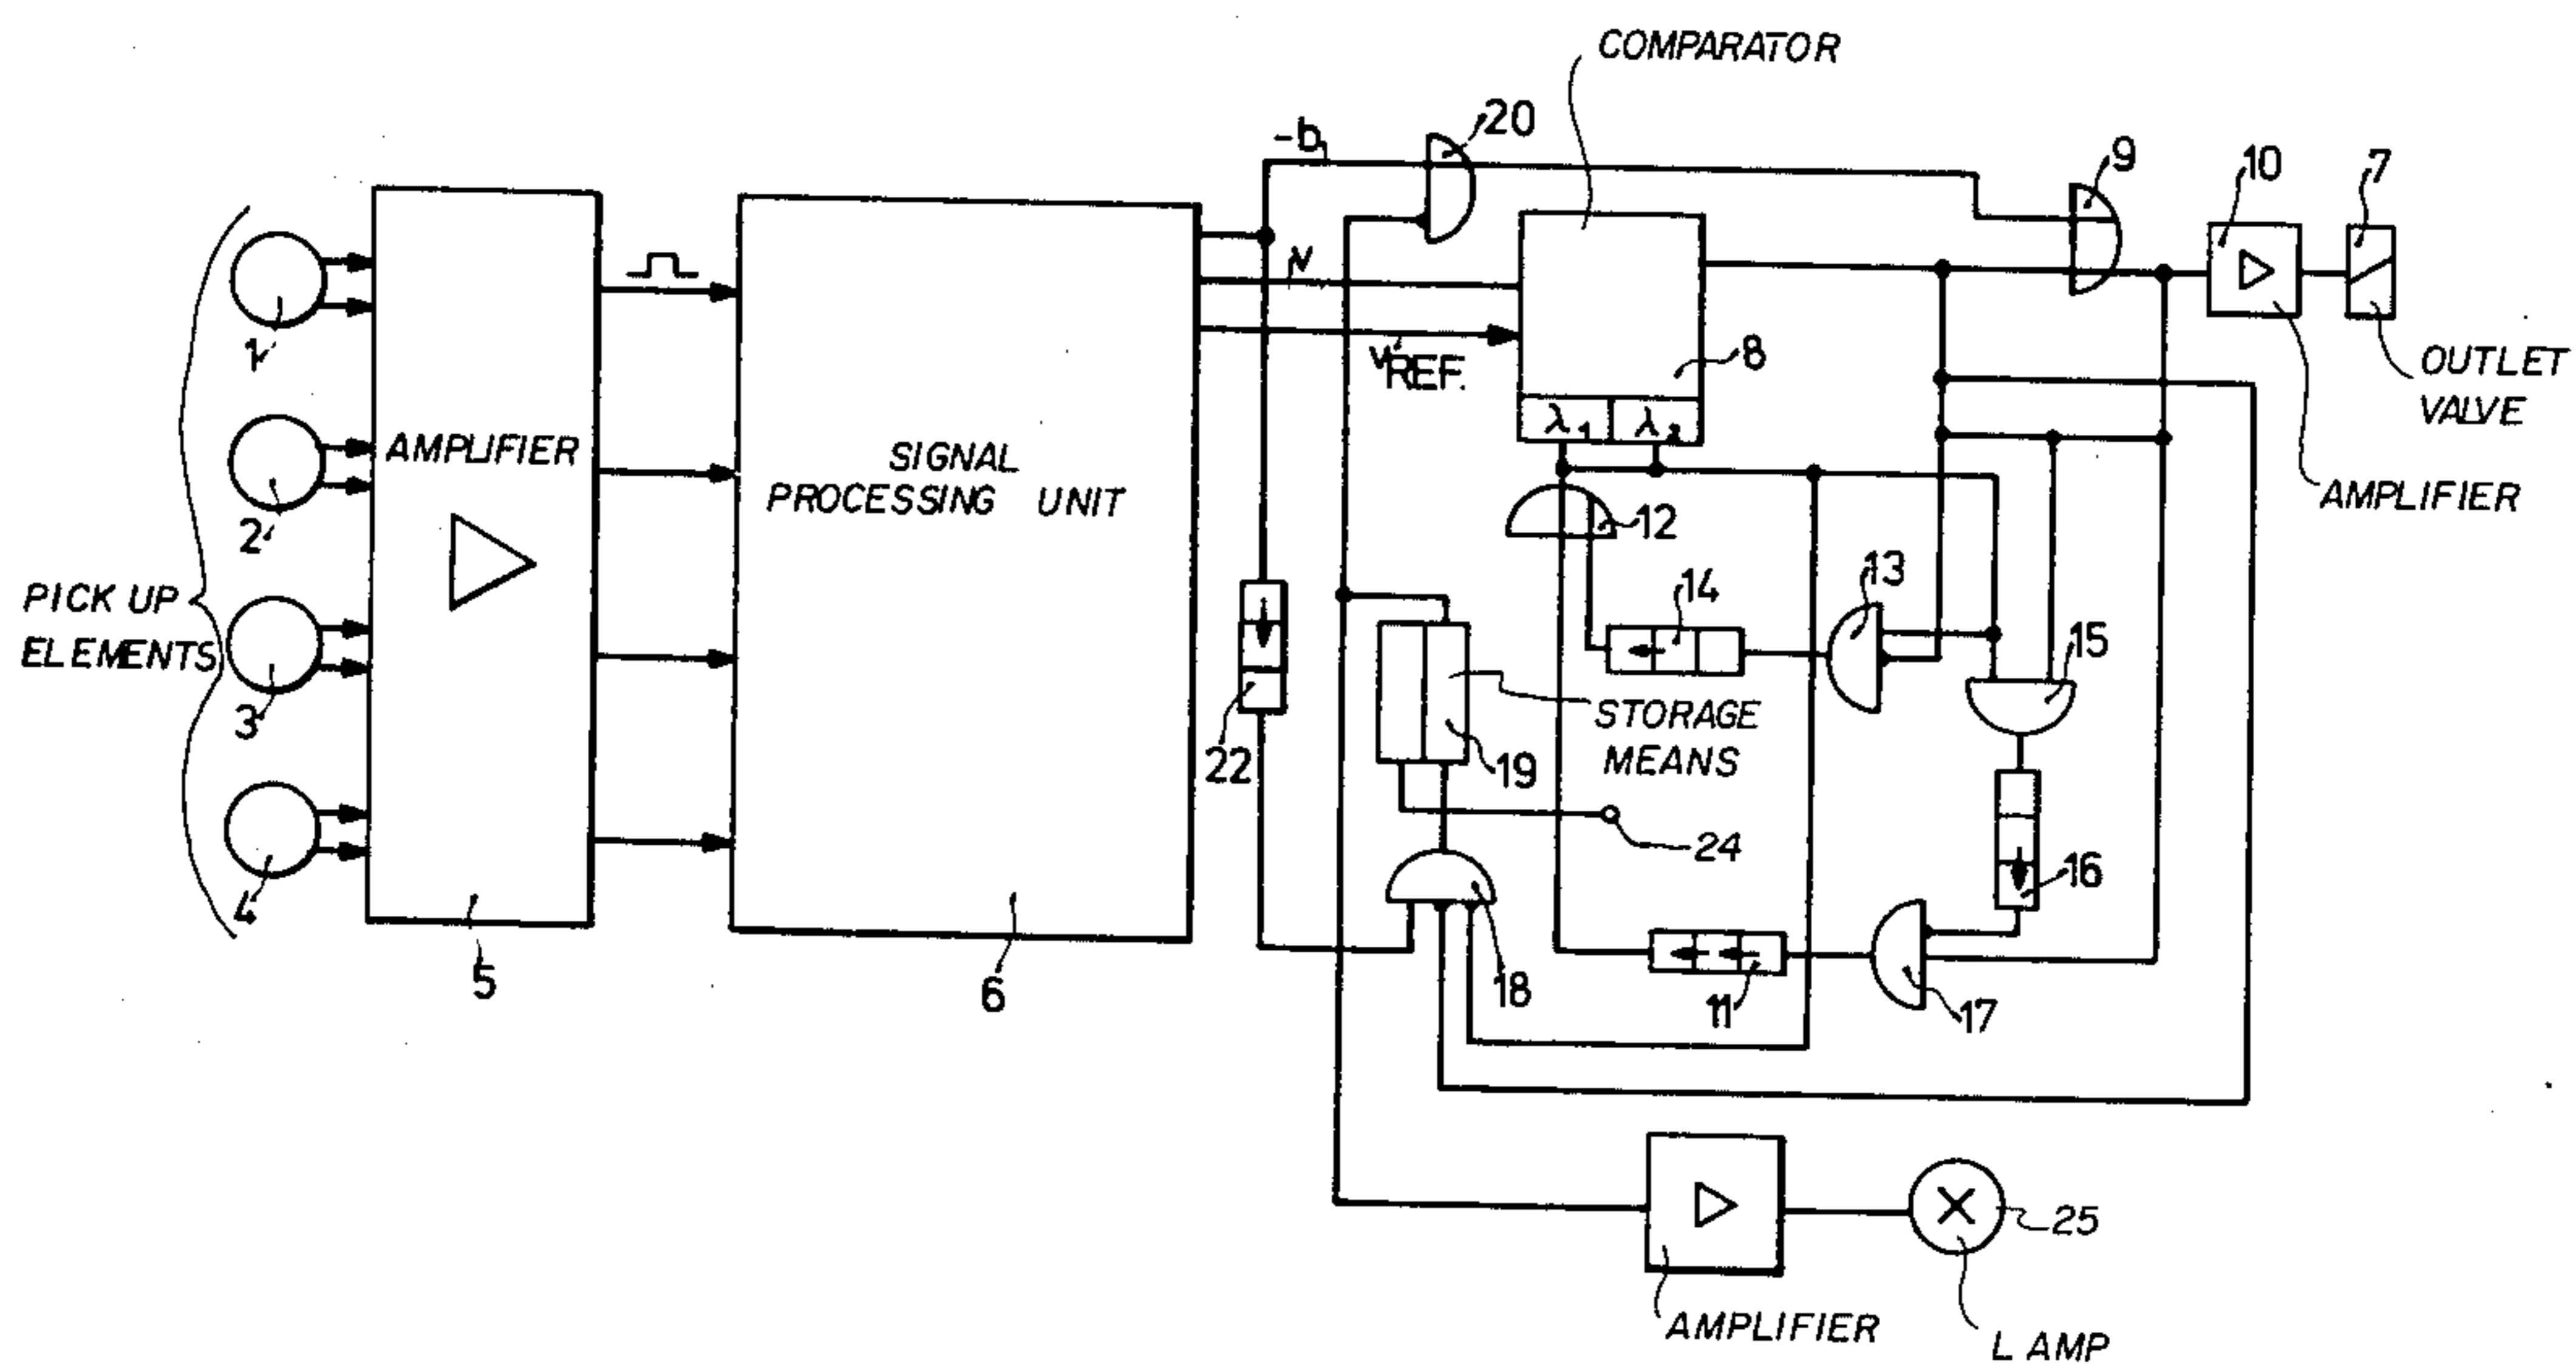 COMPARATOR
-b
20
9
10
7
1
v
vREF.
8
OUTLET
VALVE
λ1
λ2
AMPLIFIER
AMPLIFIER
SIGNAL
PROCESSING UNIT
2
12
13
14
PICK UP
ELEMENTS
15
3
STORAGE
MEANS
22
19
24
16
4
5
6
18
11
17
25
AMPLIFIER
LAMP